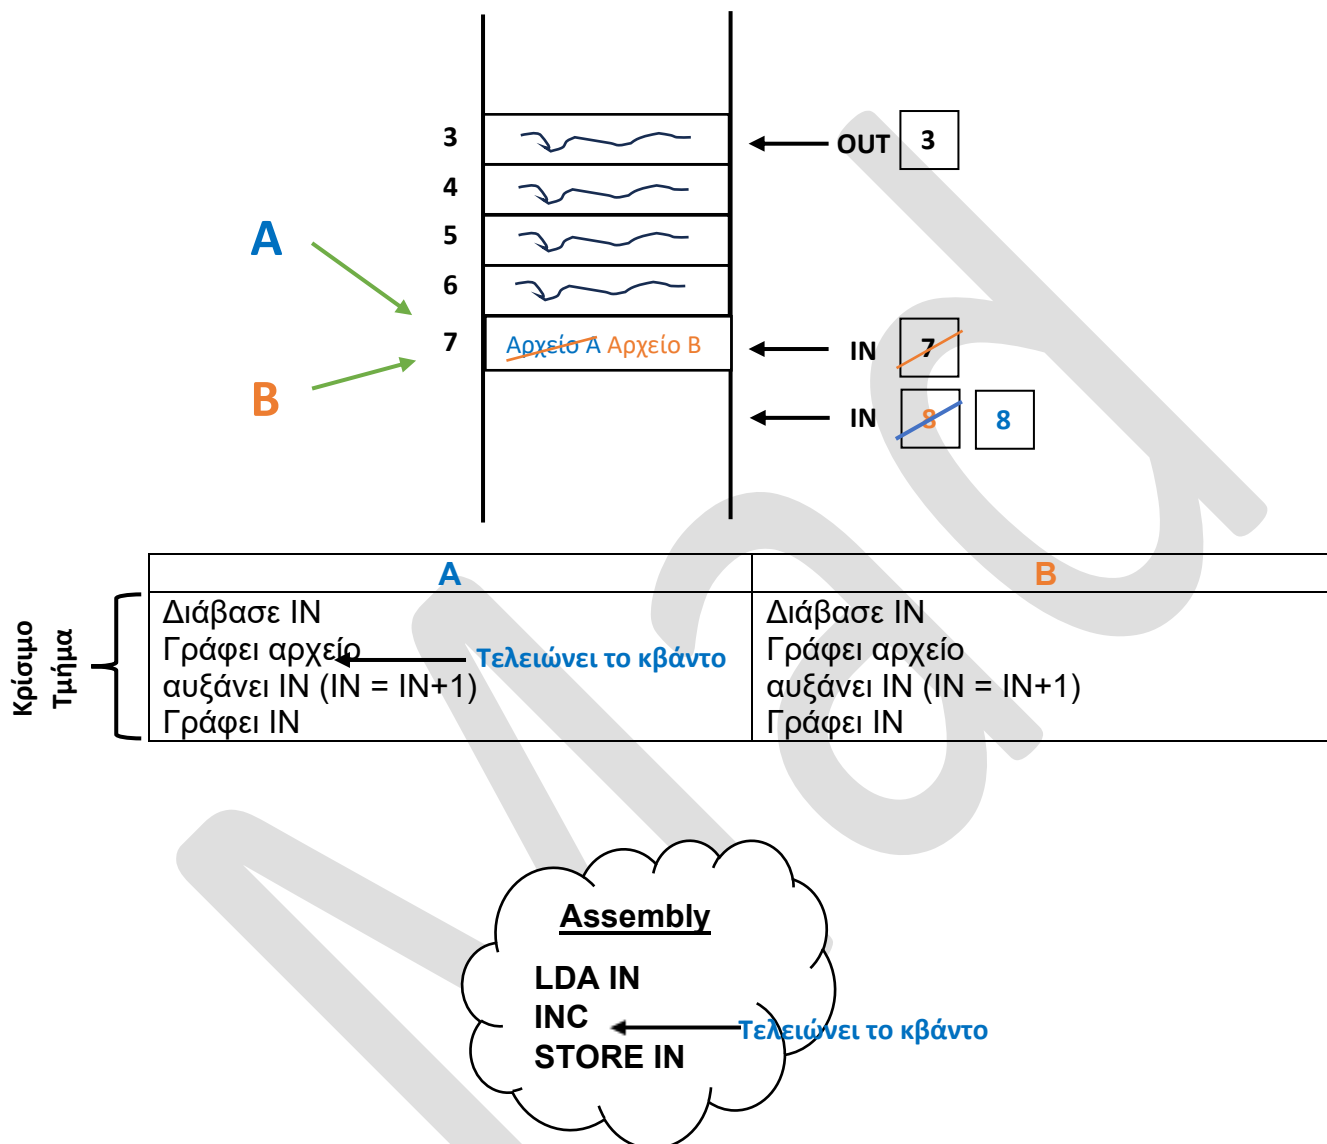 3 OUT 3
4
A 5
6
7 Αρχείο Α Αρχείο Β IN 7
B IN 8 8
Κρίσιμο
Τμήμα
A B
Διάβασε IN Διάβασε IN
Γράφει αρχείο Τελειώνει το κβάντο Γράφει αρχείο
αυξάνει IN (IN = IN+1) αυξάνει IN (IN = IN+1)
Γράφει IN Γράφει IN
Assembly
LDA IN
INC Τελειώνει το κβάντο
STORE IN
Mad